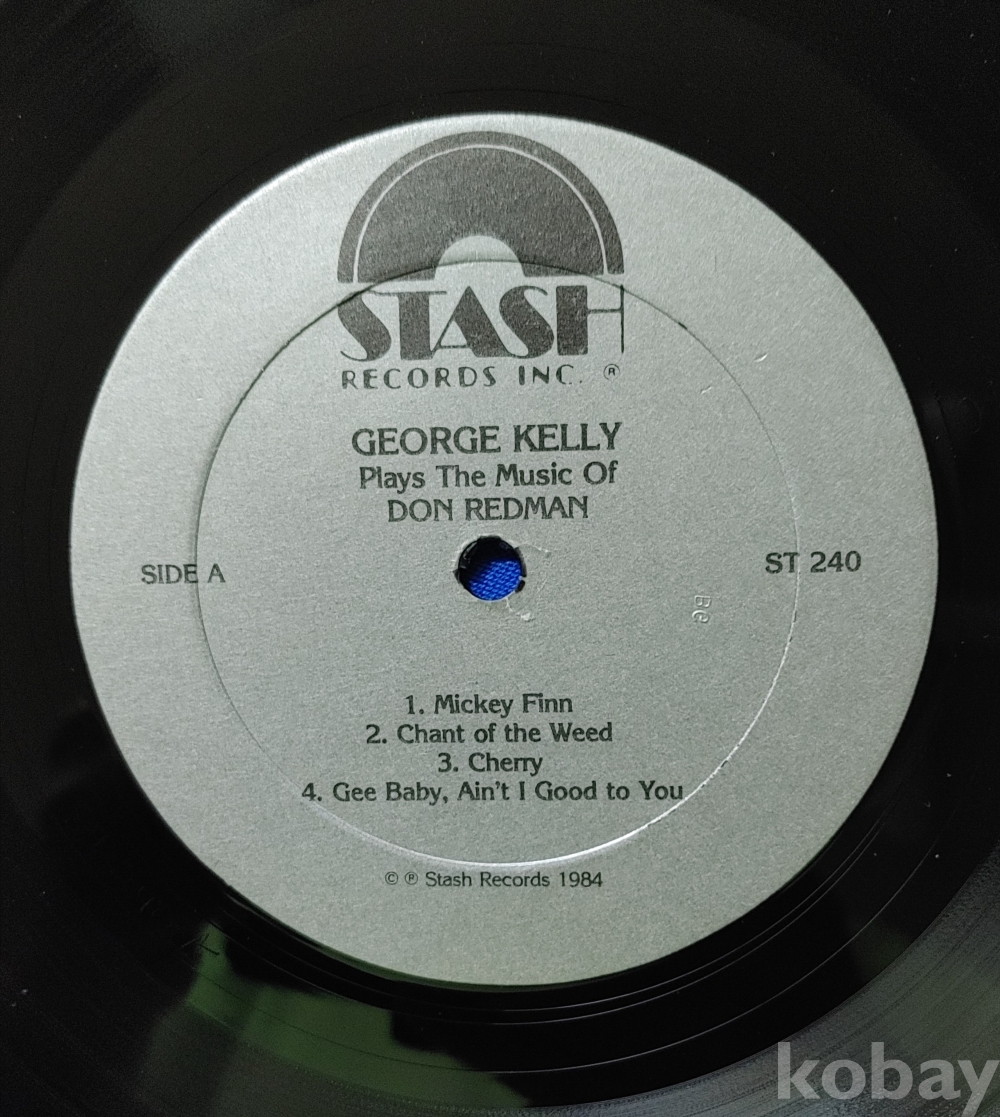 STASH
RECORDS INC. ®
GEORGE KELLY
Plays The Music Of
DON REDMAN
SIDE A
ST 240
Be
1. Mickey Finn
2. Chant of the Weed
3. Cherry
4. Gee Baby, Ain't I Good to You
© ℗ Stash Records 1984
kobay